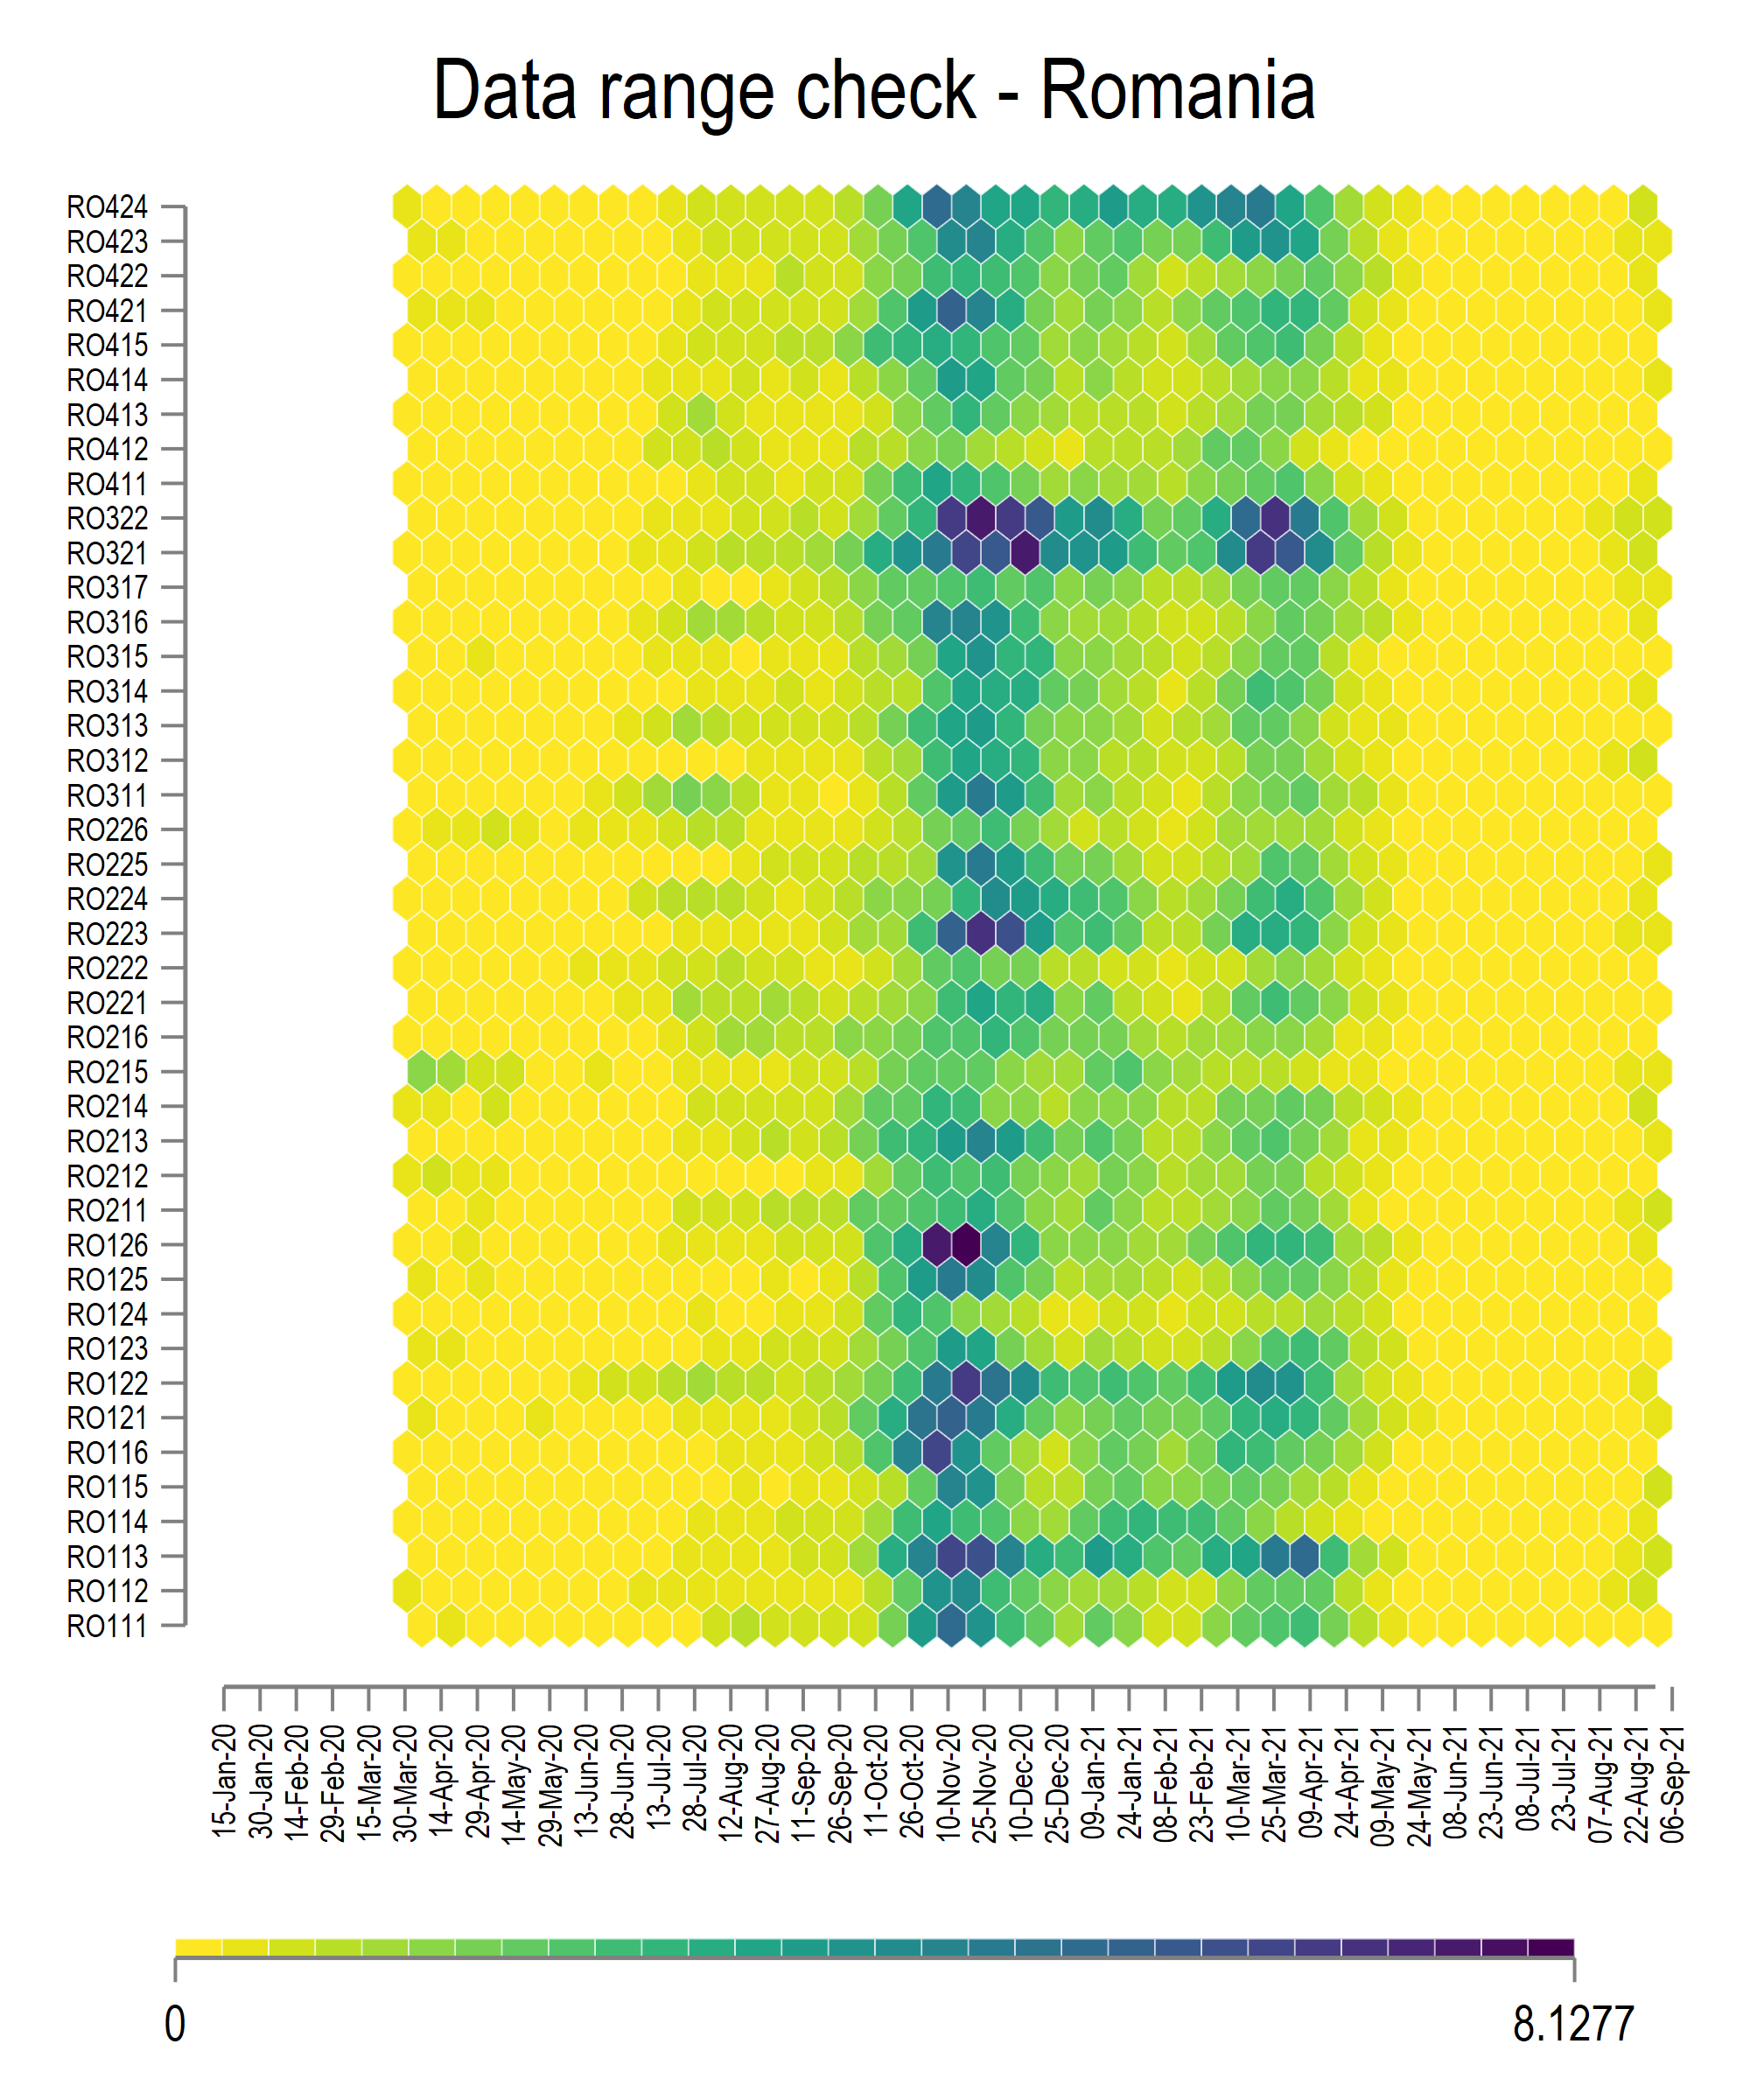 Data range check - Romania
RO424
RO423
RO422
RO421
RO415
RO414
RO413
RO412
RO411
RO322
RO321
RO317
RO316
RO315
RO314
RO313
RO312
RO311
RO226
RO225
RO224
RO223
RO222
RO221
RO216
RO215
RO214
RO213
RO212
RO211
RO126
RO125
RO124
RO123
RO122
RO121
RO116
RO115
RO114
RO113
RO112
RO111
15-Jan-20
30-Jan-20
14-Feb-20
29-Feb-20
15-Mar-20
30-Mar-20
14-Apr-20
29-Apr-20
14-May-20
29-May-20
13-Jun-20
28-Jun-20
13-Jul-20
28-Jul-20
12-Aug-20
27-Aug-20
11-Sep-20
26-Sep-20
11-Oct-20
26-Oct-20
10-Nov-20
25-Nov-20
10-Dec-20
25-Dec-20
09-Jan-21
24-Jan-21
08-Feb-21
23-Feb-21
10-Mar-21
25-Mar-21
09-Apr-21
24-Apr-21
09-May-21
24-May-21
08-Jun-21
23-Jun-21
08-Jul-21
23-Jul-21
07-Aug-21
22-Aug-21
06-Sep-21
0
8.1277